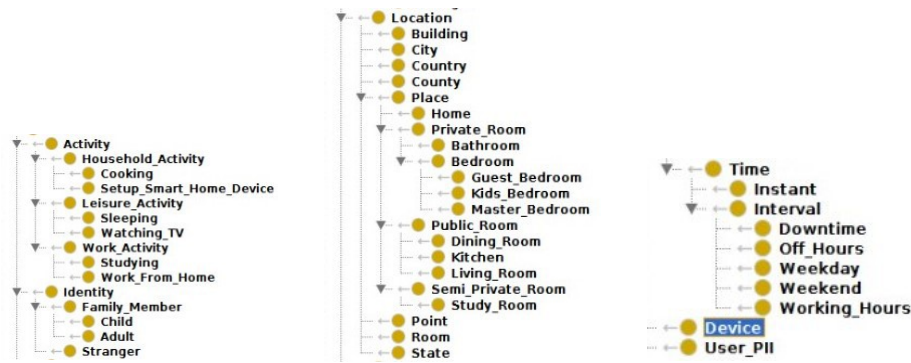 Activity
Household_Activity
Cooking
Setup_Smart_Home_Device
Leisure_Activity
Sleeping
Watching_TV
Work_Activity
Studying
Work_From_Home
Identity
Family_Member
Child
Adult
Stranger
Location
Building
City
Country
County
Place
Home
Private_Room
Bathroom
Bedroom
Guest_Bedroom
Kids_Bedroom
Master_Bedroom
Public_Room
Dining_Room
Kitchen
Living_Room
Semi_Private_Room
Study_Room
Point
Room
State
Time
Instant
Interval
Downtime
Off_Hours
Weekday
Weekend
Working_Hours
Device
User_PII